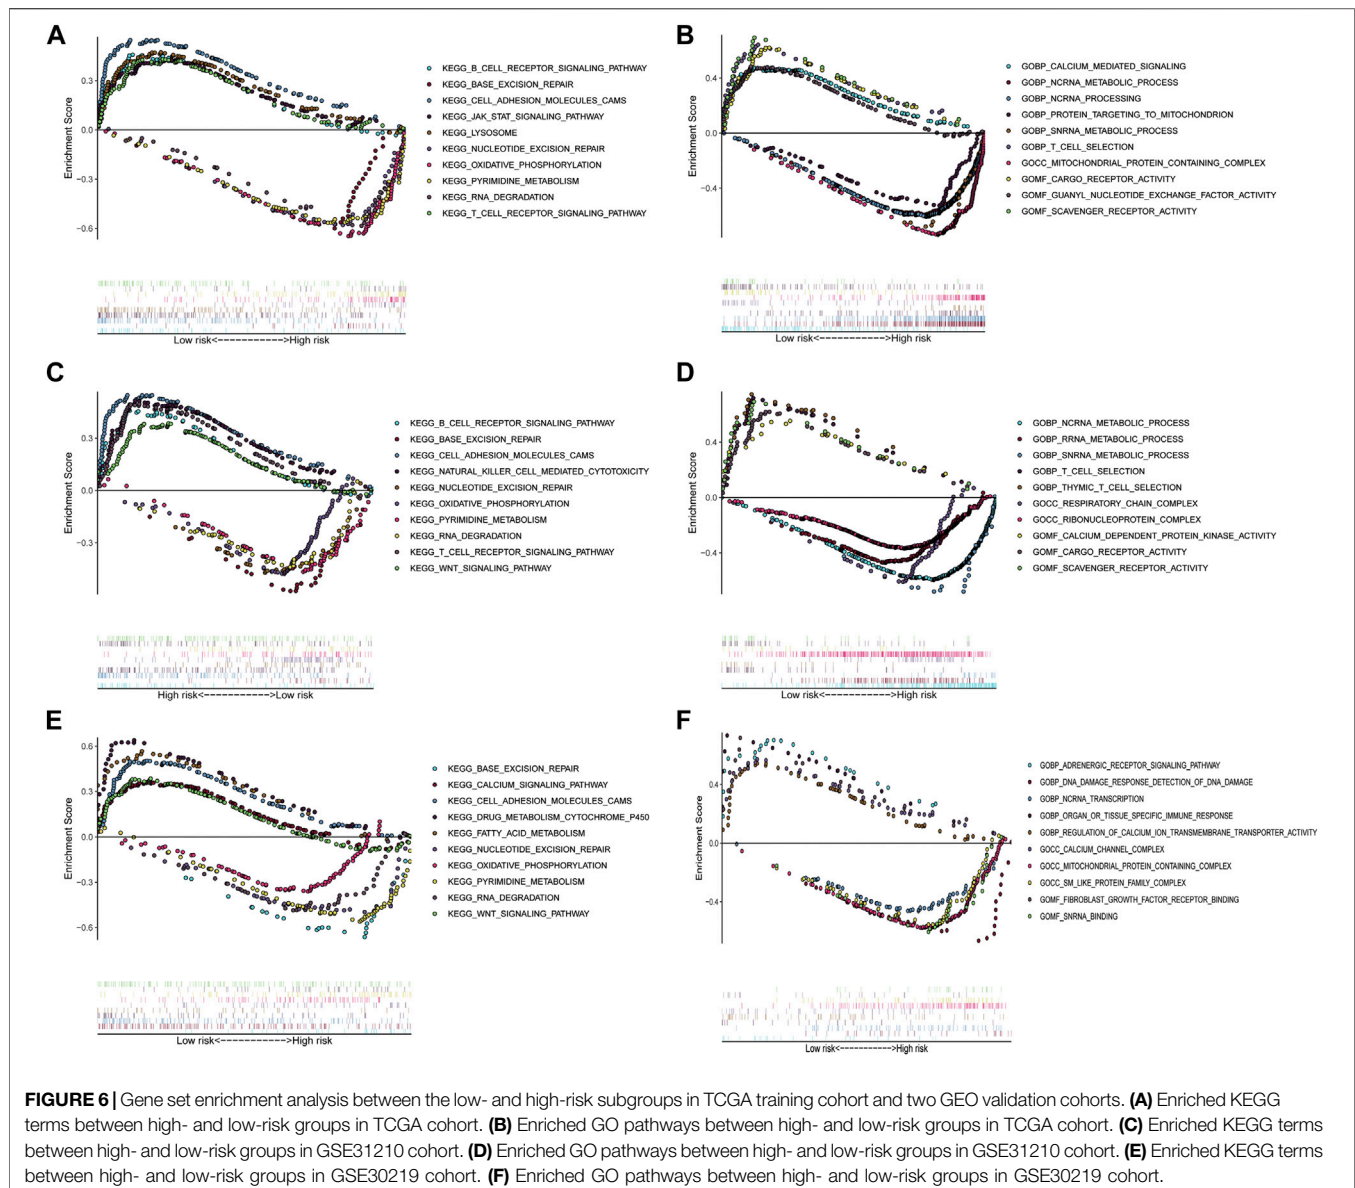 A
Enrichment Score
0.3
0.0
−0.3
−0.6
KEGG_B_CELL_RECEPTOR_SIGNALING_PATHWAY
KEGG_BASE_EXCISION_REPAIR
KEGG_CELL_ADHESION_MOLECULES_CAMS
KEGG_JAK_STAT_SIGNALING_PATHWAY
KEGG_LYSOSOME
KEGG_NUCLEOTIDE_EXCISION_REPAIR
KEGG_OXIDATIVE_PHOSPHORYLATION
KEGG_PYRIMIDINE_METABOLISM
KEGG_RNA_DEGRADATION
KEGG_T_CELL_RECEPTOR_SIGNALING_PATHWAY
Low risk<------------>High risk
B
Enrichment Score
0.4
0.0
−0.4
GOBP_CALCIUM_MEDIATED_SIGNALING
GOBP_NCRNA_METABOLIC_PROCESS
GOBP_NCRNA_PROCESSING
GOBP_PROTEIN_TARGETING_TO_MITOCHONDRION
GOBP_SNRNA_METABOLIC_PROCESS
GOBP_T_CELL_SELECTION
GOCC_MITOCHONDRIAL_PROTEIN_CONTAINING_COMPLEX
GOMF_CARGO_RECEPTOR_ACTIVITY
GOMF_GUANYL_NUCLEOTIDE_EXCHANGE_FACTOR_ACTIVITY
GOMF_SCAVENGER_RECEPTOR_ACTIVITY
Low risk<------------>High risk
C
Enrichment Score
0.3
0.0
−0.3
KEGG_B_CELL_RECEPTOR_SIGNALING_PATHWAY
KEGG_BASE_EXCISION_REPAIR
KEGG_CELL_ADHESION_MOLECULES_CAMS
KEGG_NATURAL_KILLER_CELL_MEDIATED_CYTOTOXICITY
KEGG_NUCLEOTIDE_EXCISION_REPAIR
KEGG_OXIDATIVE_PHOSPHORYLATION
KEGG_PYRIMIDINE_METABOLISM
KEGG_RNA_DEGRADATION
KEGG_T_CELL_RECEPTOR_SIGNALING_PATHWAY
KEGG_WNT_SIGNALING_PATHWAY
High risk<------------>Low risk
D
Enrichment Score
0.4
0.0
−0.4
GOBP_NCRNA_METABOLIC_PROCESS
GOBP_RRNA_METABOLIC_PROCESS
GOBP_SNRNA_METABOLIC_PROCESS
GOBP_T_CELL_SELECTION
GOBP_THYMIC_T_CELL_SELECTION
GOCC_RESPIRATORY_CHAIN_COMPLEX
GOCC_RIBONUCLEOPROTEIN_COMPLEX
GOMF_CALCIUM_DEPENDENT_PROTEIN_KINASE_ACTIVITY
GOMF_CARGO_RECEPTOR_ACTIVITY
GOMF_SCAVENGER_RECEPTOR_ACTIVITY
Low risk<------------>High risk
E
Enrichment Score
0.6
0.3
0.0
−0.3
−0.6
KEGG_BASE_EXCISION_REPAIR
KEGG_CALCIUM_SIGNALING_PATHWAY
KEGG_CELL_ADHESION_MOLECULES_CAMS
KEGG_DRUG_METABOLISM_CYTOCHROME_P450
KEGG_FATTY_ACID_METABOLISM
KEGG_NUCLEOTIDE_EXCISION_REPAIR
KEGG_OXIDATIVE_PHOSPHORYLATION
KEGG_PYRIMIDINE_METABOLISM
KEGG_RNA_DEGRADATION
KEGG_WNT_SIGNALING_PATHWAY
Low risk<------------>High risk
F
Enrichment Score
0.4
0.0
−0.4
GOBP_ADRENERGIC_RECEPTOR_SIGNALING_PATHWAY
GOBP_DNA_DAMAGE_RESPONSE_DETECTION_OF_DNA_DAMAGE
GOBP_NCRNA_TRANSCRIPTION
GOBP_ORGAN_OR_TISSUE_SPECIFIC_IMMUNE_RESPONSE
GOBP_REGULATION_OF_CALCIUM_ION_TRANSMEMBRANE_TRANSPORTER_ACTIVITY
GOCC_CALCIUM_CHANNEL_COMPLEX
GOCC_MITOCHONDRIAL_PROTEIN_CONTAINING_COMPLEX
GOCC_SM_LIKE_PROTEIN_FAMILY_COMPLEX
GOMF_FIBROBLAST_GROWTH_FACTOR_RECEPTOR_BINDING
GOMF_SNRNA_BINDING
Low risk<------------>High risk
FIGURE 6 | Gene set enrichment analysis between the low- and high-risk subgroups in TCGA training cohort and two GEO validation cohorts. (A) Enriched KEGG
terms between high- and low-risk groups in TCGA cohort. (B) Enriched GO pathways between high- and low-risk groups in TCGA cohort. (C) Enriched KEGG terms
between high- and low-risk groups in GSE31210 cohort. (D) Enriched GO pathways between high- and low-risk groups in GSE31210 cohort. (E) Enriched KEGG terms
between high- and low-risk groups in GSE30219 cohort. (F) Enriched GO pathways between high- and low-risk groups in GSE30219 cohort.